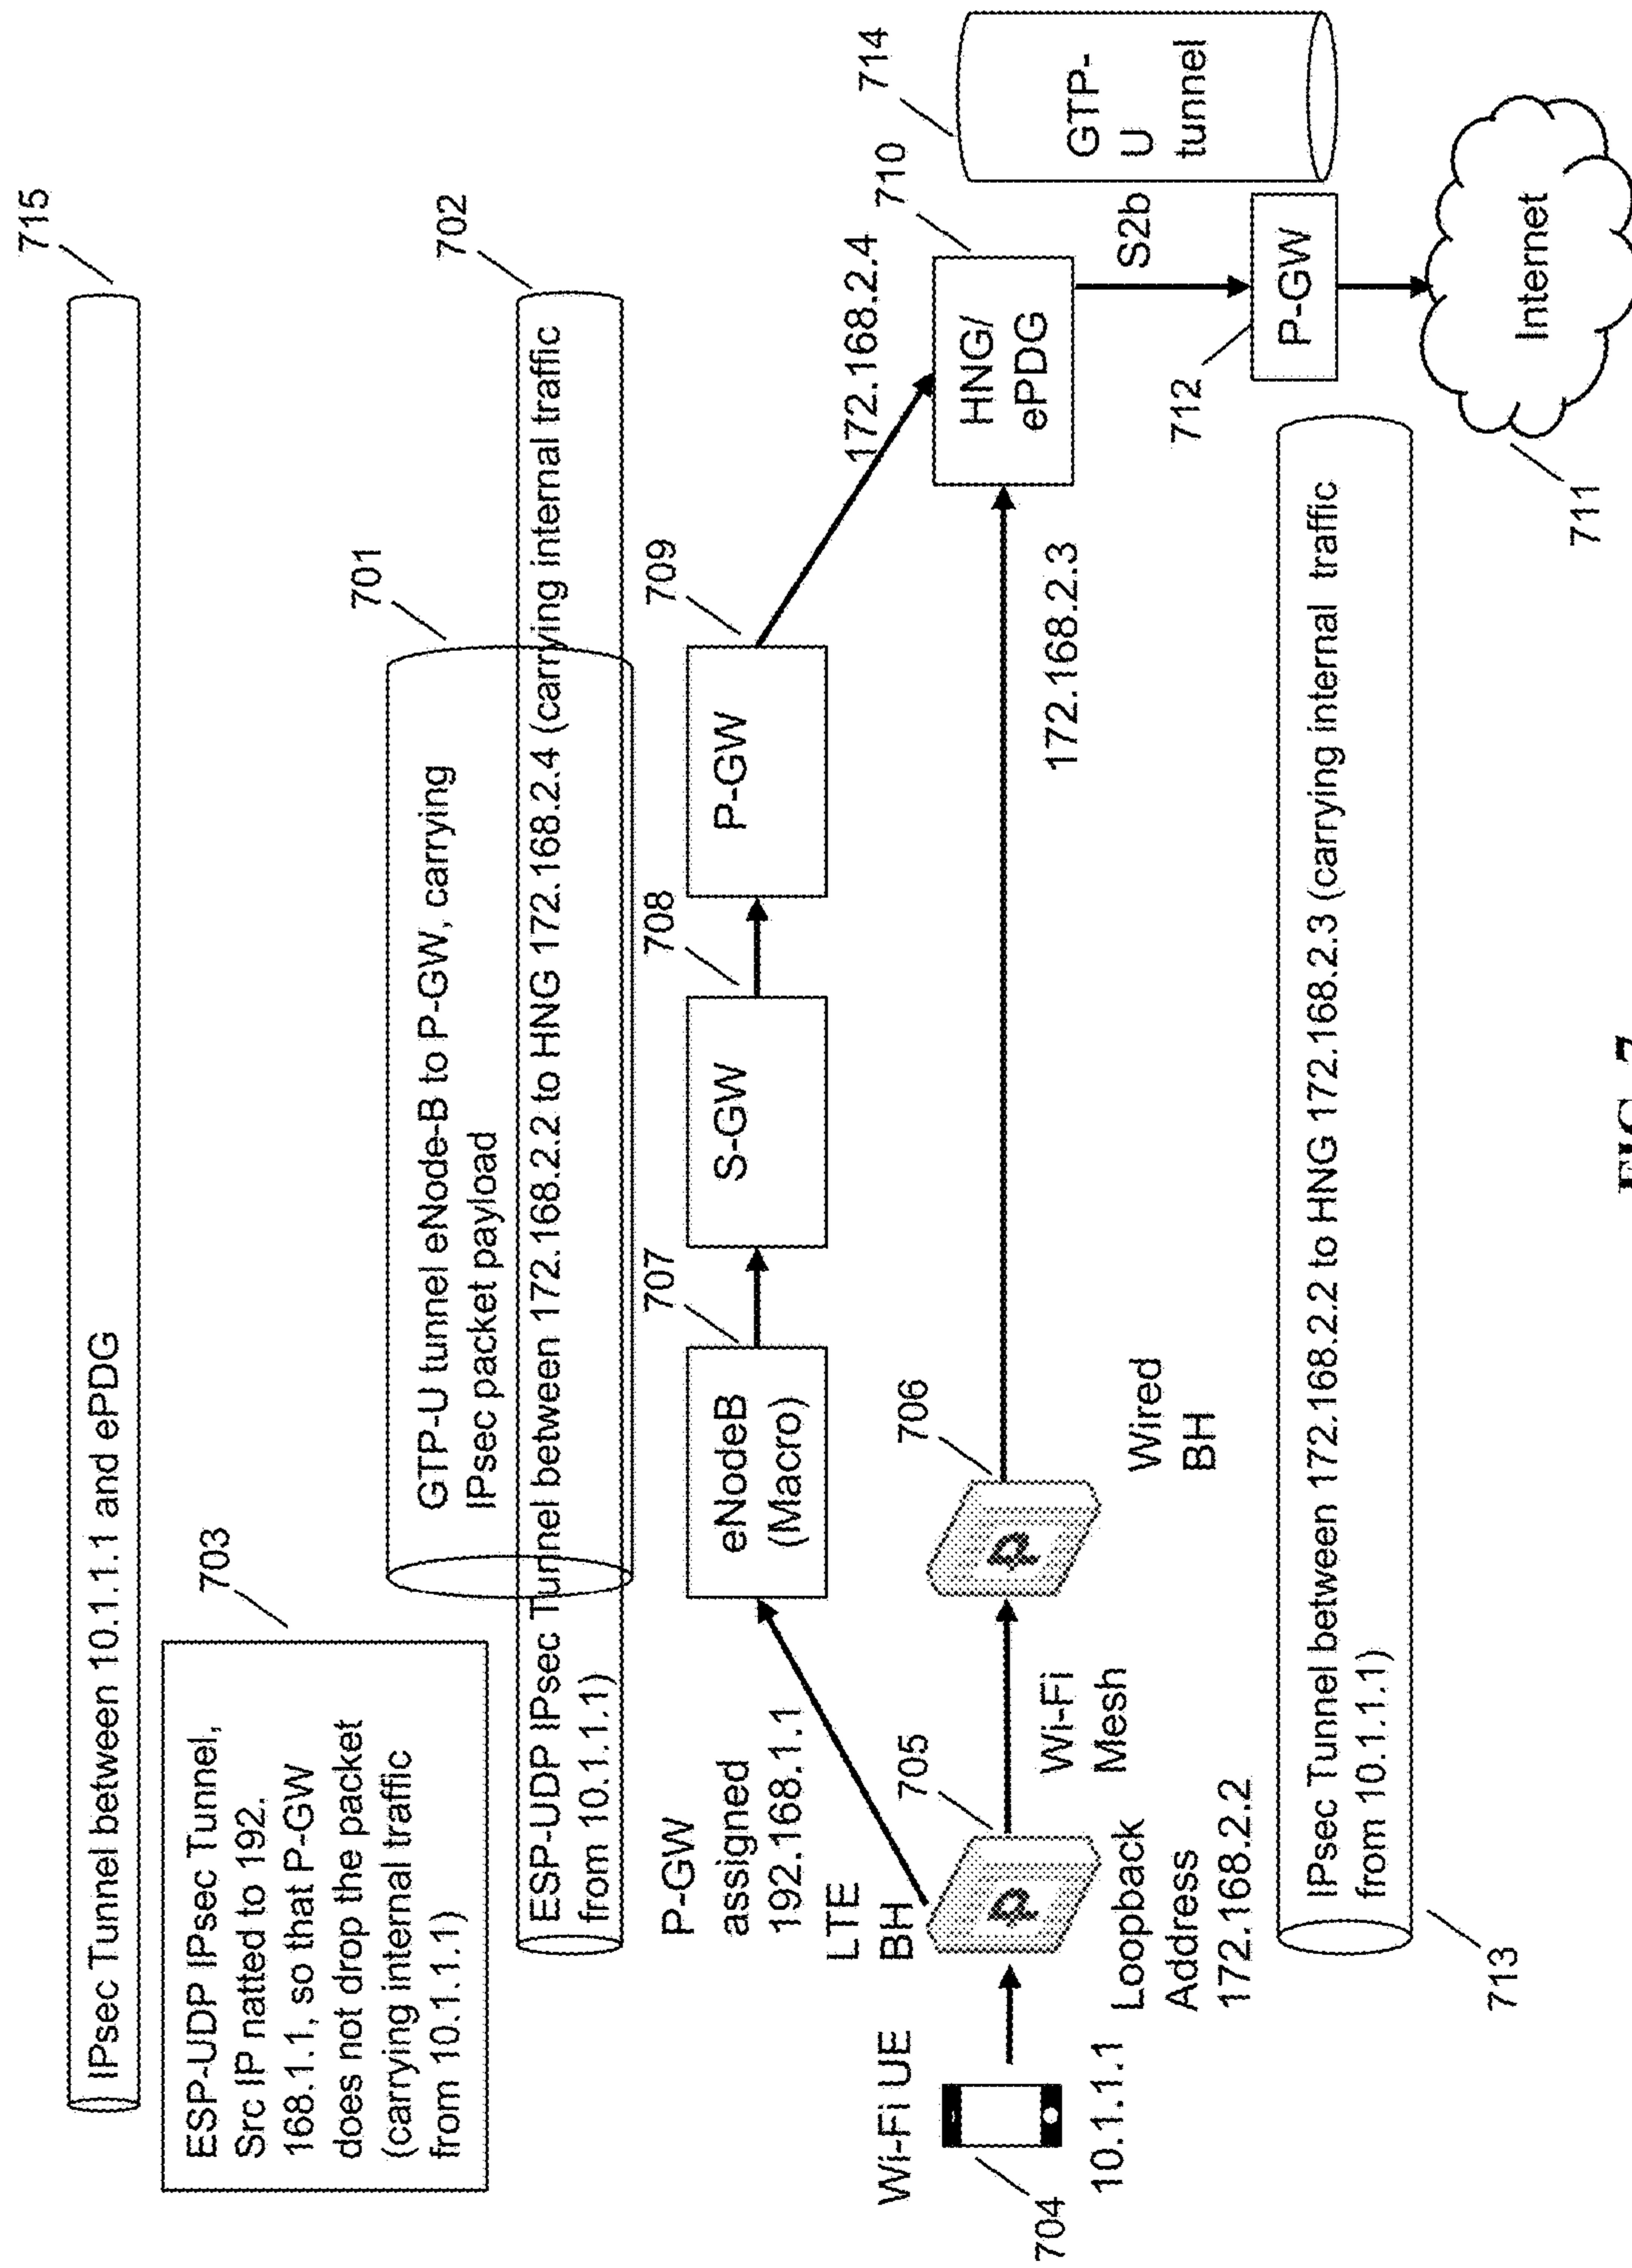 715
IPsec Tunnel between 10.1.1.1 and ePDG
703
ESP-UDP IPsec Tunnel,
Src IP natted to 192.
168.1.1, so that P-GW
does not drop the packet
(carrying internal traffic
from 10.1.1.1)
701
GTP-U tunnel eNode-B to P-GW, carrying
IPsec packet payload
702
ESP-UDP IPsec Tunnel between 172.168.2.2 to HNG 172.168.2.4 (carrying internal traffic
from 10.1.1.1)
P-GW
assigned
192.168.1.1
LTE
BH
707
eNodeB
(Macro)
708
S-GW
709
P-GW
172.168.2.4
710
HNG/
ePDG
714
GTP-
U
tunnel
Wi-Fi UE
704
10.1.1.1
705
Loopback
Address
172.168.2.2
Wi-Fi
Mesh
706
Wired
BH
172.168.2.3
S2b
712
P-GW
713
IPsec Tunnel between 172.168.2.2 to HNG 172.168.2.3 (carrying internal traffic
from 10.1.1.1)
Internet
711
FIG. 7